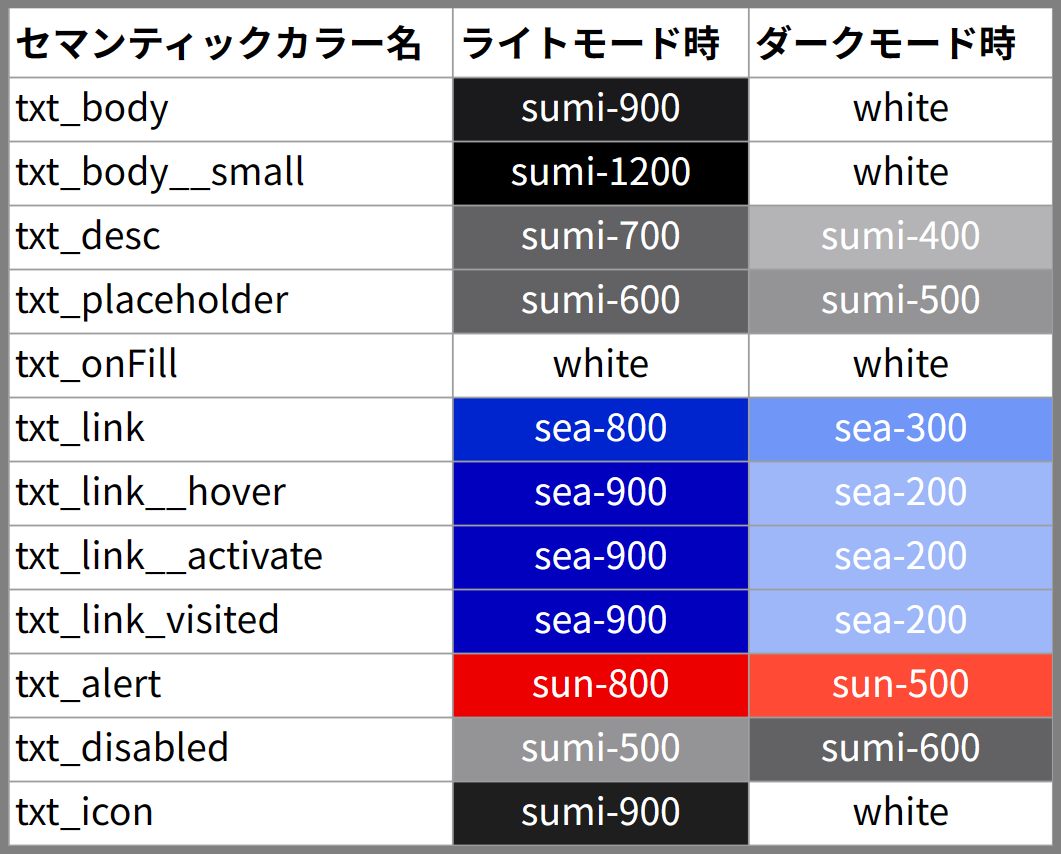 セマンティックカラー名 ライトモード時 ダークモード時
txt_body sumi-900 white
txt_body__small sumi-1200 white
txt_desc sumi-700 sumi-400
txt_placeholder sumi-600 sumi-500
txt_onFill white white
txt_link sea-800 sea-300
txt_link__hover sea-900 sea-200
txt_link__activate sea-900 sea-200
txt_link_visited sea-900 sea-200
txt_alert sun-800 sun-500
txt_disabled sumi-500 sumi-600
txt_icon sumi-900 white